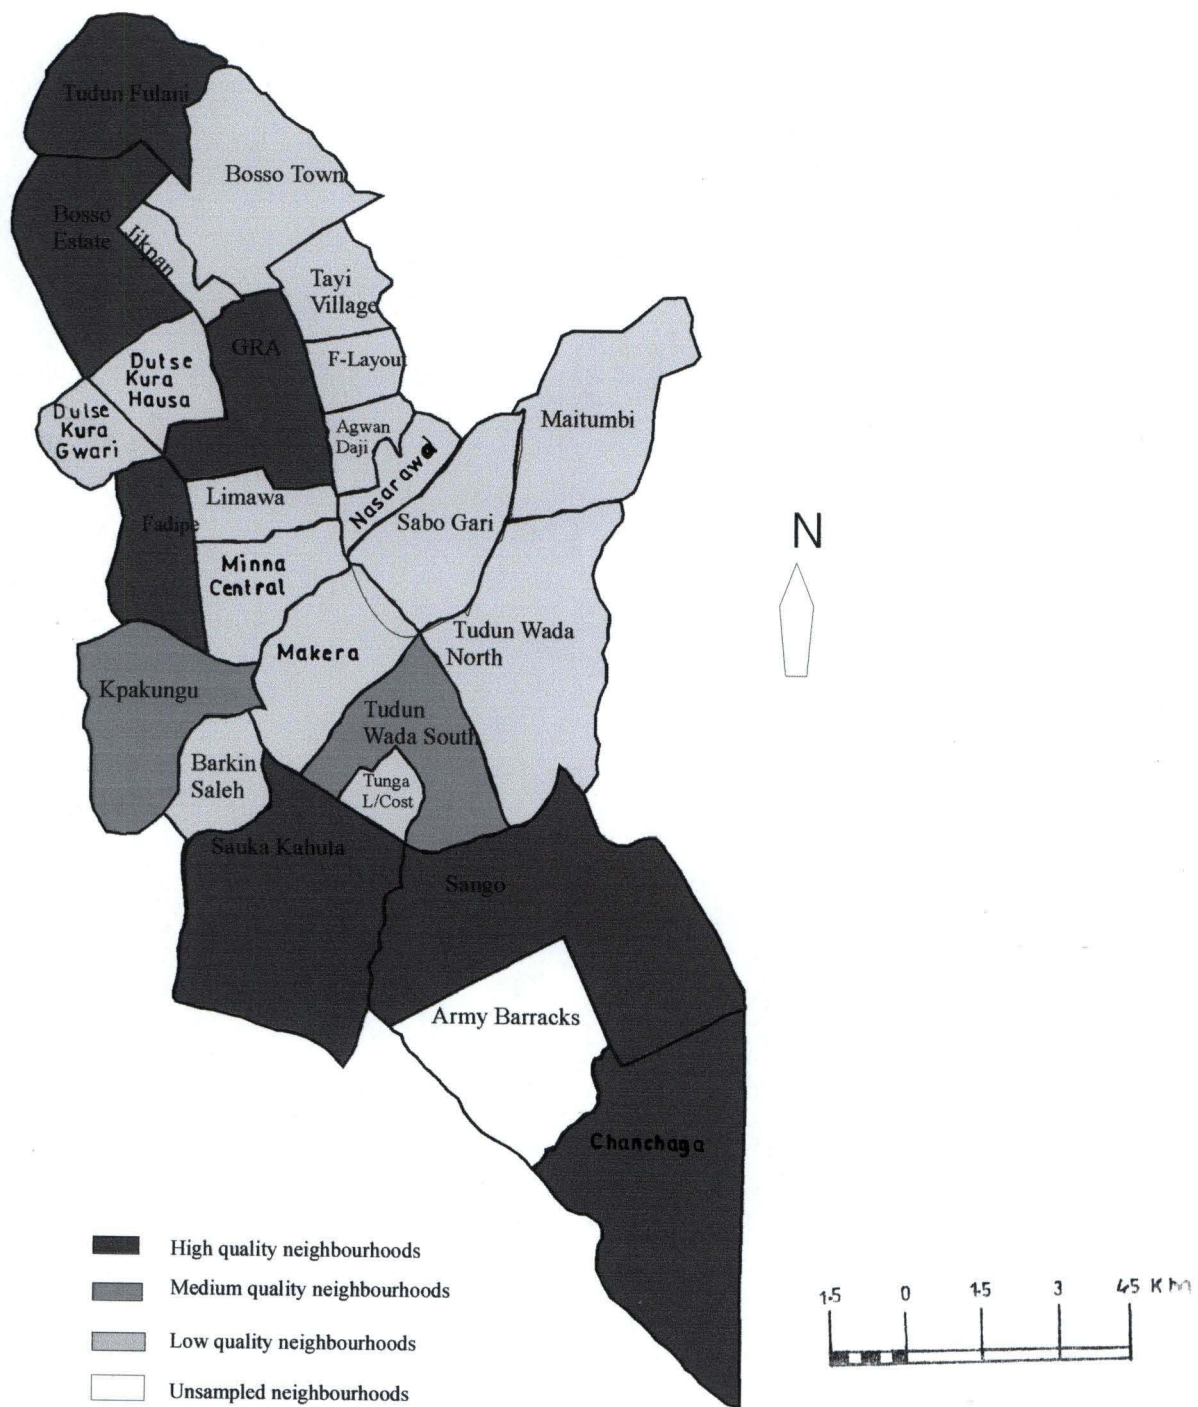 Tudun Fulani
Bosso Town
Bosso
Estate
Jikpan
Tayi
Village
GRA
F-Layout
Dutse
Kura
Hausa
Dutse
Kura
Gwari
Agwan
Daji
Nasarawa
Maitumbi
Limawa
Sabo Gari
Fadipe
N
Minna
Central
Tudun Wada
North
Makera
Kpakungu
Tudun
Wada South
Barkin
Saleh
Tunga
L/Cost
Sauka Kahuta
Sango
Army Barracks
Chanchaga
High quality neighbourhoods
Medium quality neighbourhoods
Low quality neighbourhoods
Unsampled neighbourhoods
1.5 0 1.5 3 4.5 Km